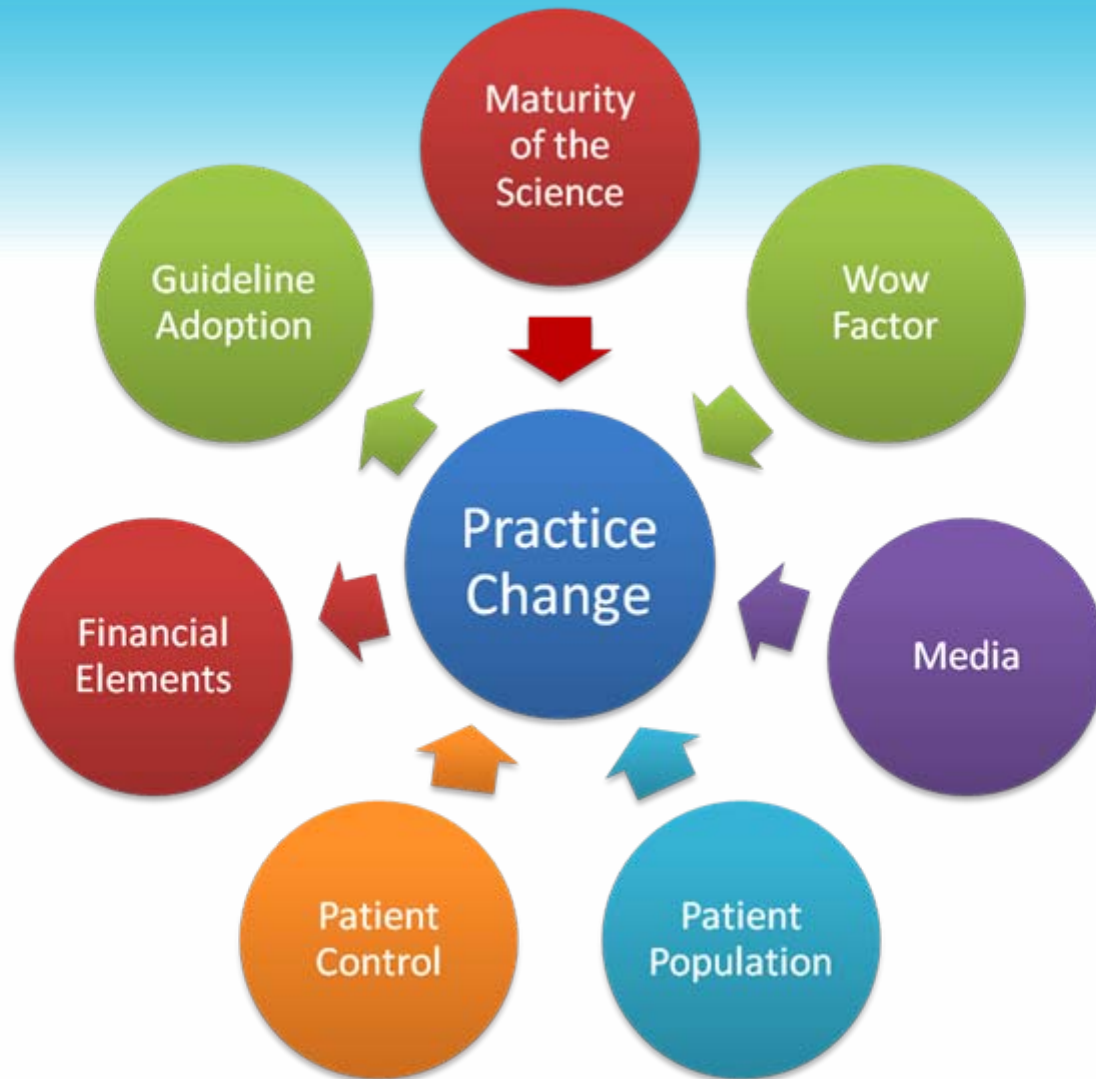 Maturity
of the
Science
Wow
Factor
Media
Patient
Population
Patient
Control
Financial
Elements
Guideline
Adoption
Practice
Change